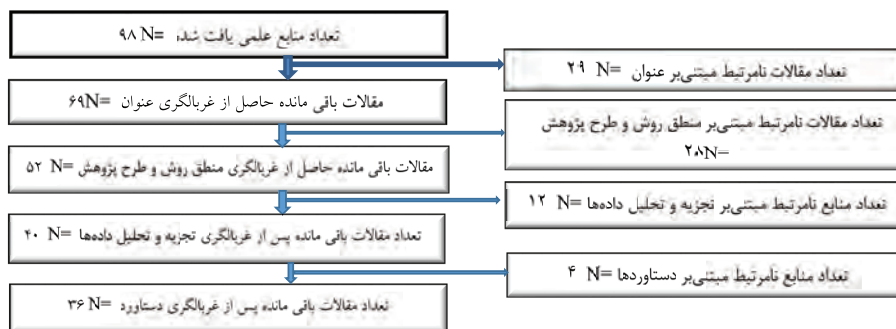 تعداد منابع علمی یافت شده =N ۹۸
تعداد مقالات نامرتبط مبتنی‌بر عنوان =N ۲۹
مقالات باقی مانده حاصل از غربالگری عنوان =N۶۹
تعداد مقالات نامرتبط مبتنی‌بر منطق روش و طرح پژوهش
=N۲۸
مقالات باقی مانده حاصل از غربالگری منطق روش و طرح پژوهش =N ۵۲
تعداد منابع نامرتبط مبتنی‌بر تجزیه و تحلیل داده‌ها =N ۱۲
تعداد مقالات باقی مانده پس از غربالگری تجزیه و تحلیل داده‌ها =N ۴۰
تعداد منابع نامرتبط مبتنی‌بر دستاوردها =N ۴
تعداد مقالات باقی مانده پس از غربالگری دستاورد =N ۳۶